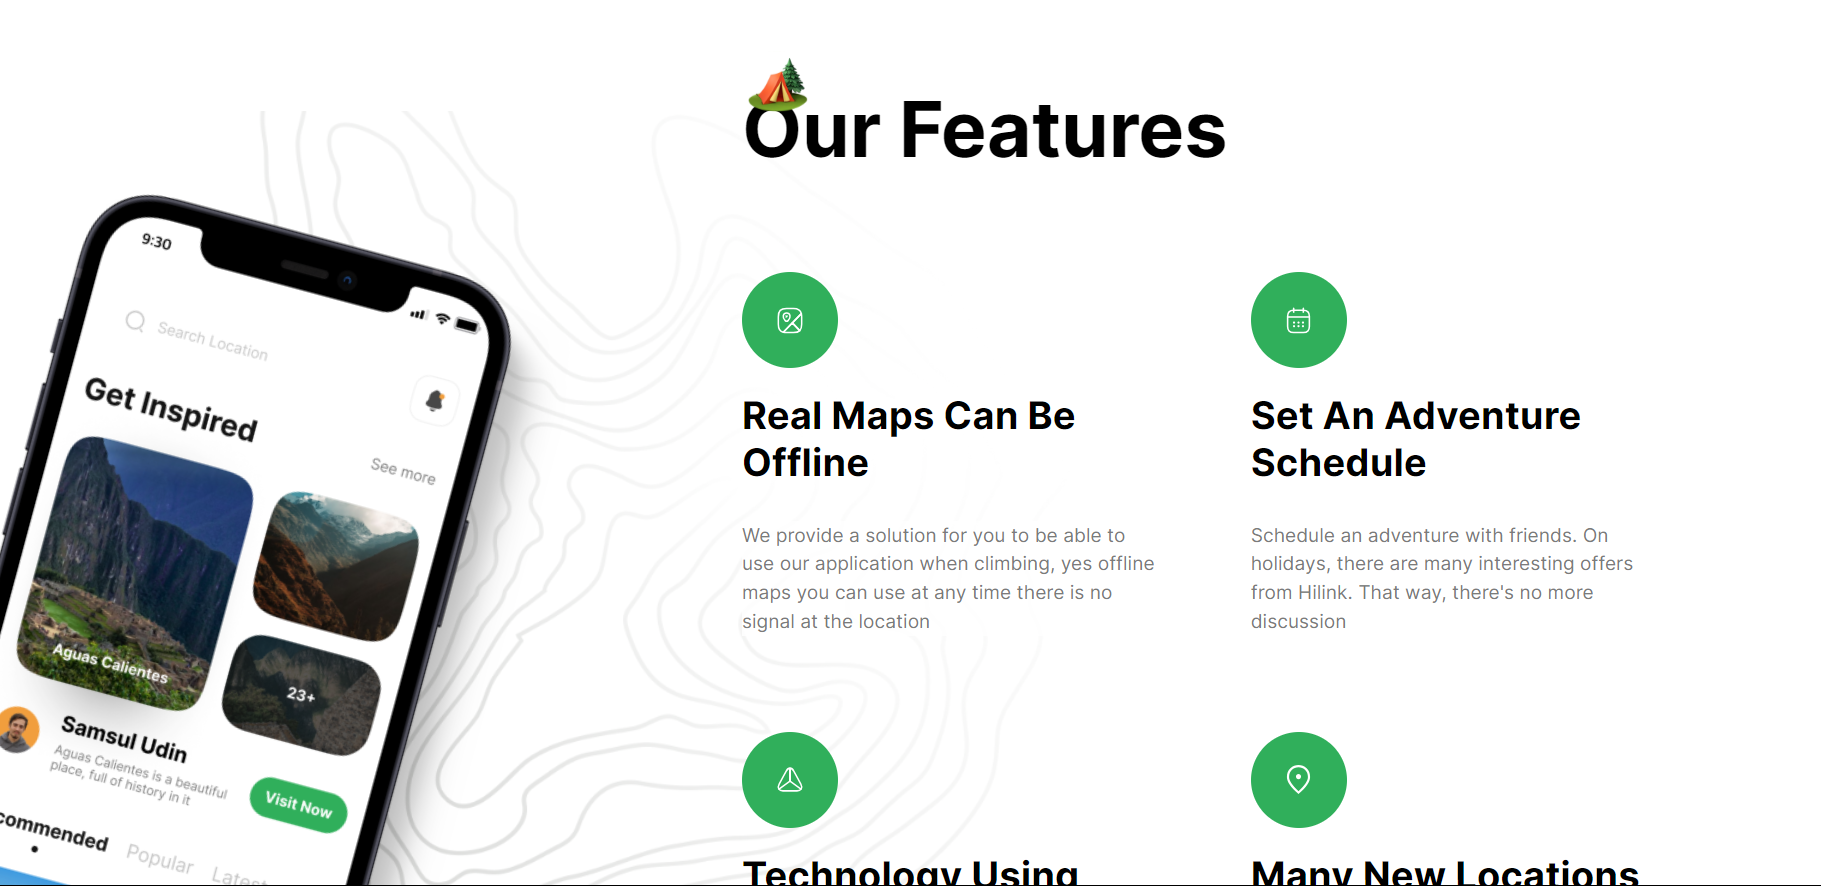 Our Features
9:30
Search Location
Get Inspired
See more
Aguas Calientes
23+
Samsul Udin
Aguas Calientes is a beautiful
place, full of history in it
Visit Now
commended
Popular
Latest
Real Maps Can Be
Offline
We provide a solution for you to be able to
use our application when climbing, yes offline
maps you can use at any time there is no
signal at the location
Set An Adventure
Schedule
Schedule an adventure with friends. On
holidays, there are many interesting offers
from Hilink. That way, there's no more
discussion
Technology Using
Many New Locations